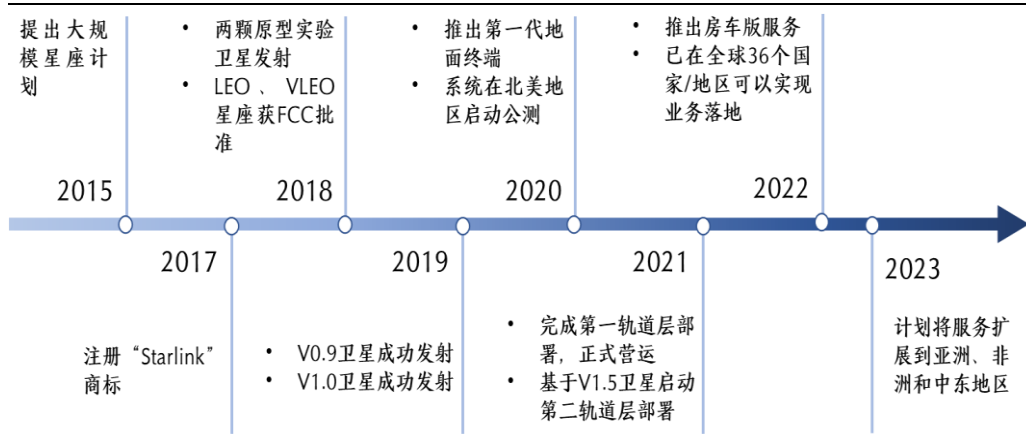 提出大规
模星座计
划
• 两颗原型实验
卫星发射
• LEO、VLEO
星座获FCC批
准
• 推出第一代地
面终端
• 系统在北美地
区启动公测
• 推出房车版服务
• 已在全球36个国
家/地区可以实现
业务落地
2015
2018
2020
2022
2017
2019
2021
2023
注册“Starlink”
商标
• V0.9卫星成功发射
• V1.0卫星成功发射
• 完成第一轨道层部
署，正式营运
• 基于V1.5卫星启动
第二轨道层部署
计划将服务扩
展到亚洲、非
洲和中东地区